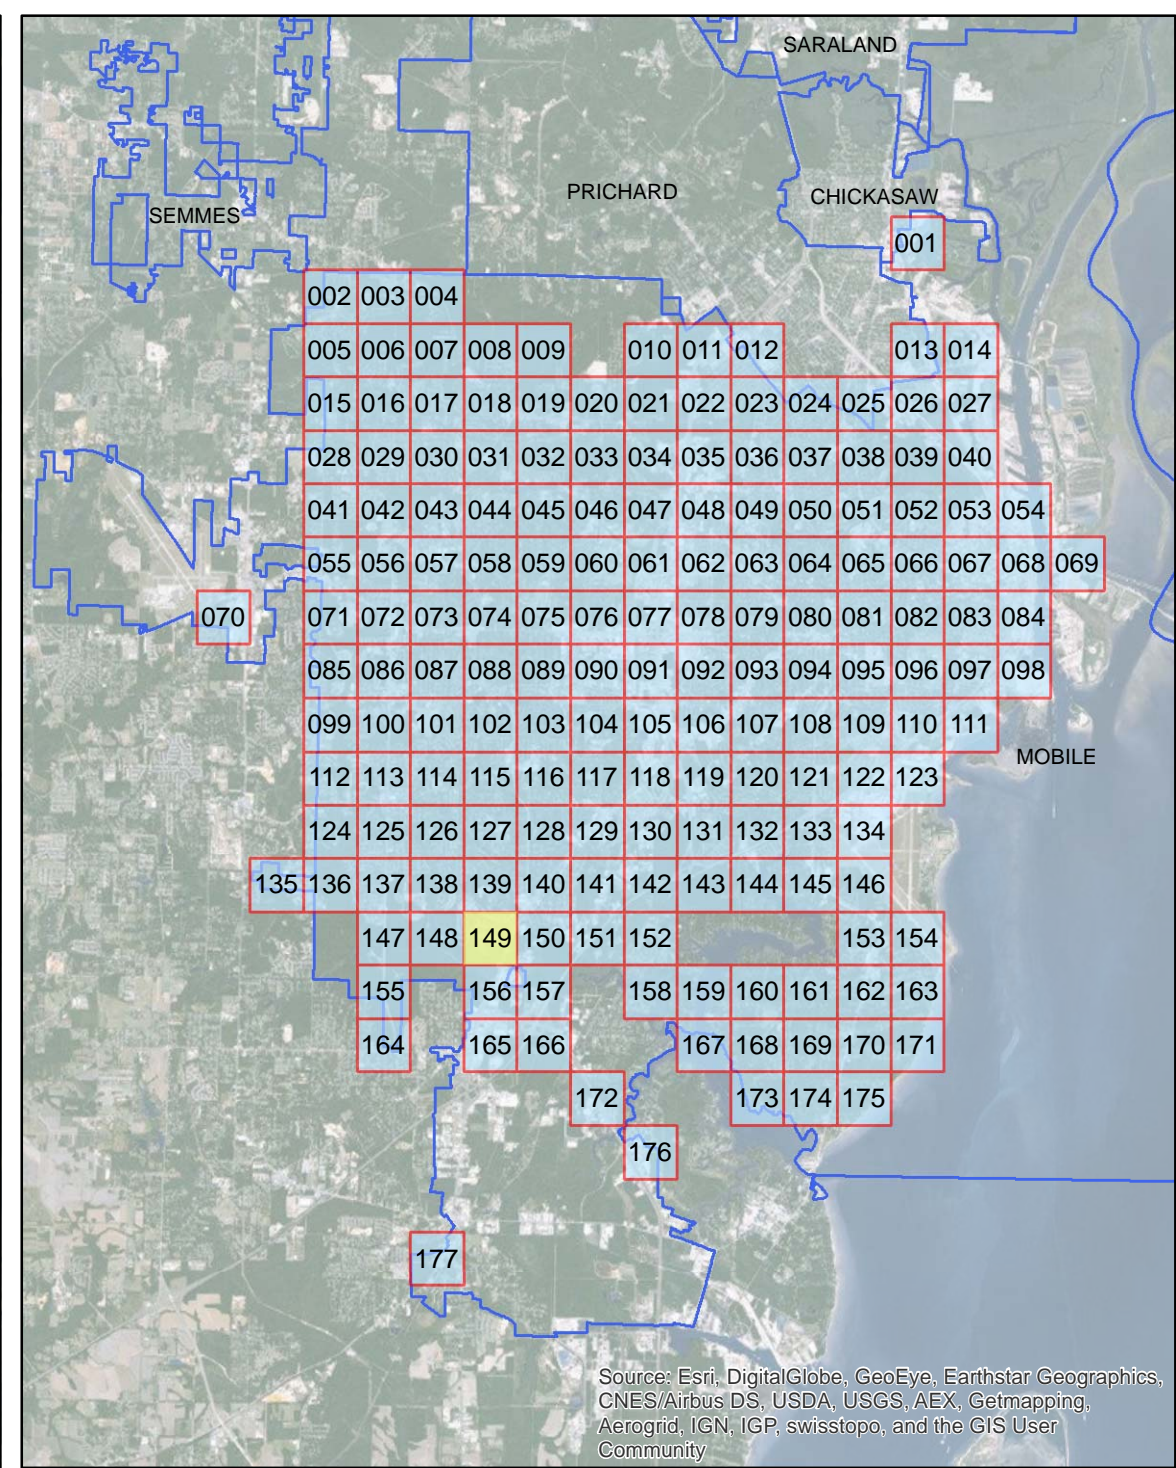 SARALAND
PRICHARD
CHICKASAW
SEMMES
001
002 003 004
005 006 007 008 009 010 011 012 013 014
015 016 017 018 019 020 021 022 023 024 025 026 027
028 029 030 031 032 033 034 035 036 037 038 039 040
041 042 043 044 045 046 047 048 049 050 051 052 053 054
055 056 057 058 059 060 061 062 063 064 065 066 067 068 069
070 071 072 073 074 075 076 077 078 079 080 081 082 083 084
085 086 087 088 089 090 091 092 093 094 095 096 097 098
099 100 101 102 103 104 105 106 107 108 109 110 111
MOBILE
112 113 114 115 116 117 118 119 120 121 122 123
124 125 126 127 128 129 130 131 132 133 134
135 136 137 138 139 140 141 142 143 144 145 146
147 148 149 150 151 152 153 154
155 156 157 158 159 160 161 162 163
164 165 166 167 168 169 170 171
172 173 174 175
176
177
Source: Esri, DigitalGlobe, GeoEye, Earthstar Geographics,
CNES/Airbus DS, USDA, USGS, AEX, Getmapping,
Aerogrid, IGN, IGP, swisstopo, and the GIS User
Community